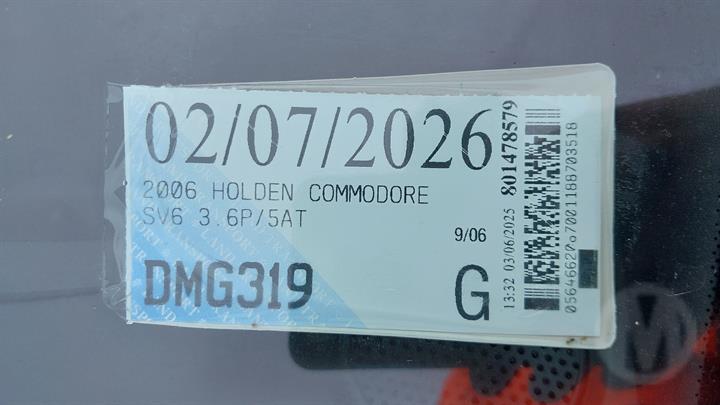 02/07/2026
2006 HOLDEN COMMODORE
SV6 3.6P/5AT
9/06
DMG319
G
13:32 03/06/2025 801478579
M